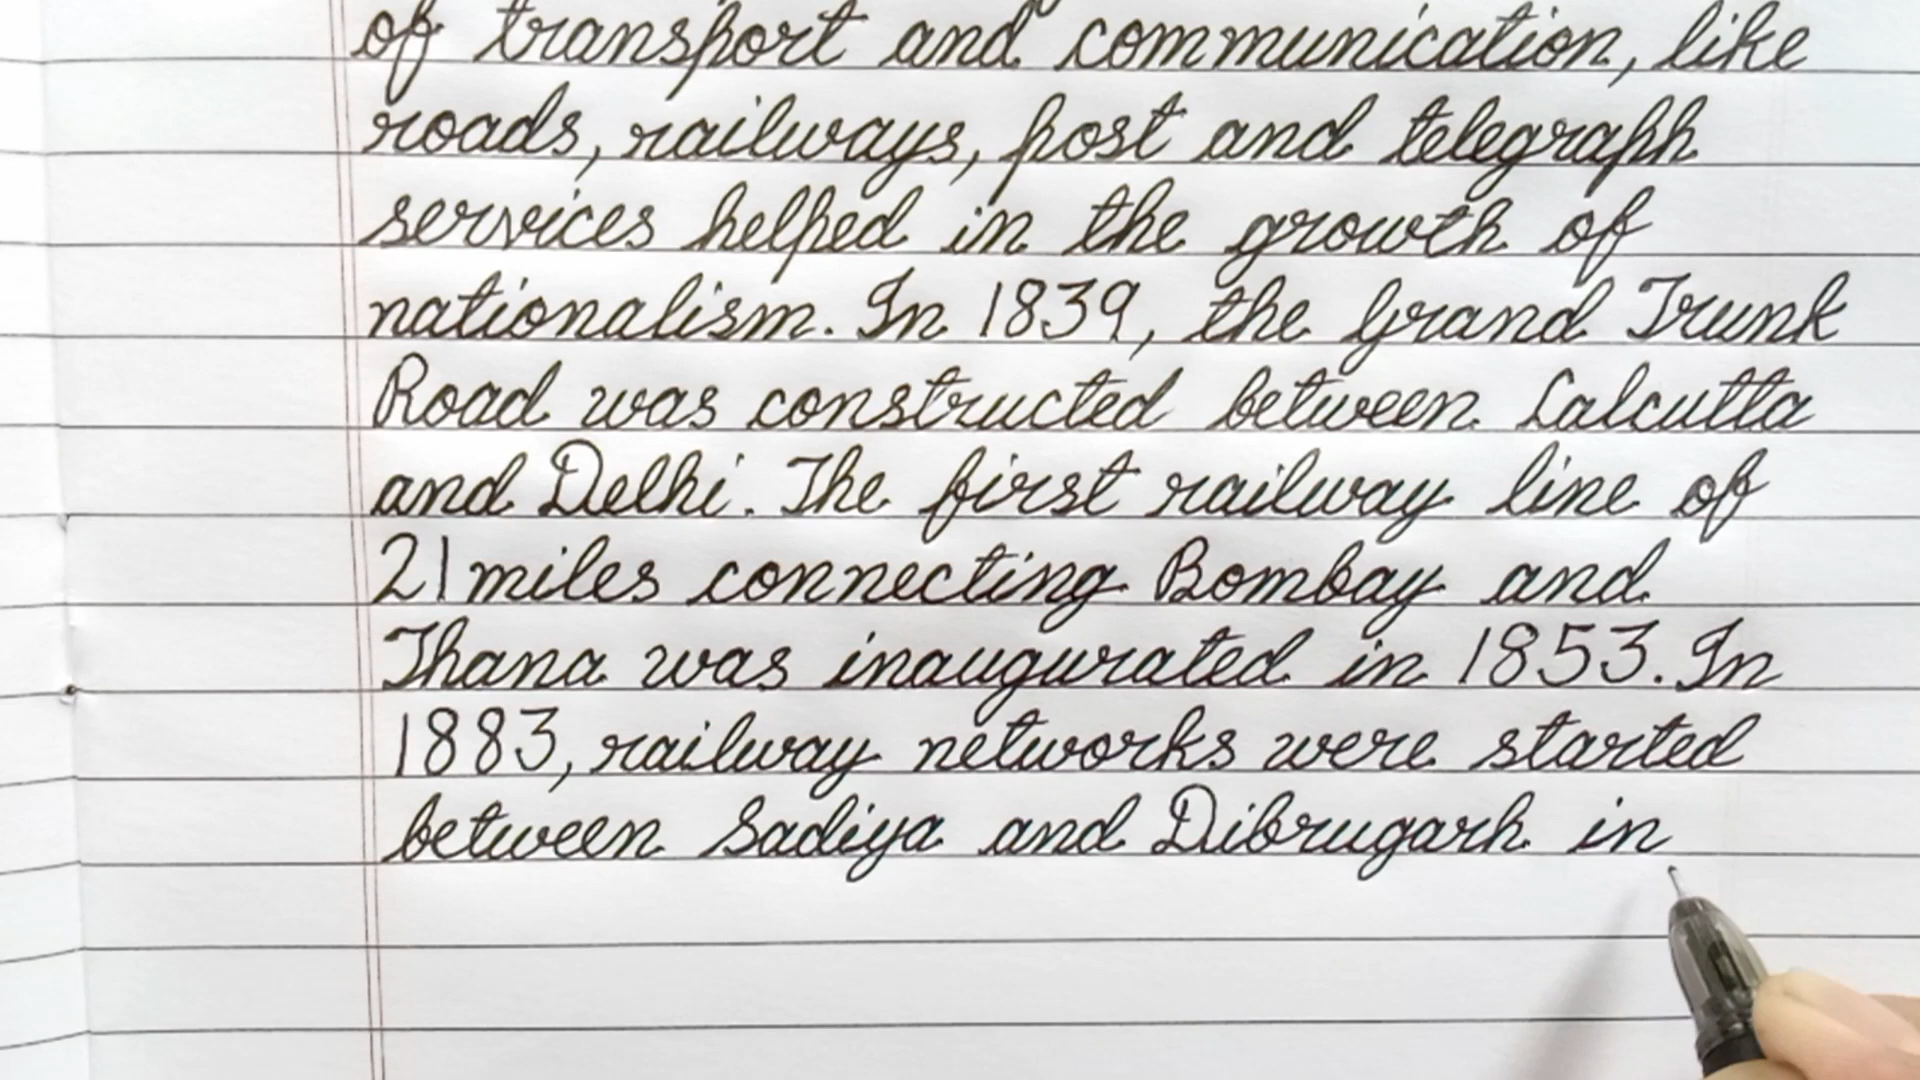 of transport and communication, like
roads, railways, post and telegraph
services helped in the growth of
nationalism. In 1839, the Grand Trunk
Road was constructed between Calcutta
and Delhi. The first railway line of
21 miles connecting Bombay and
Thana was inaugurated in 1853. In
1883, railway networks were started
between Sadiya and Dibrugarh in